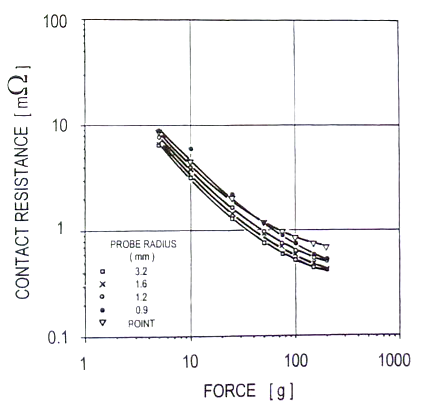 CONTACT RESISTANCE [mΩ]
100
10
1
0.1
PROBE RADIUS
(mm)
3.2
1.6
1.2
0.9
POINT
1 10 100 1000
FORCE [g]